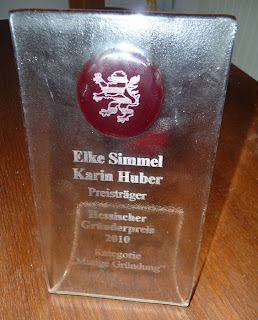 Elke Simmel
Karin Huber
Preisträger
Hessischer
Gründerpreis
2010
Kategorie
„Mutige Gründung“